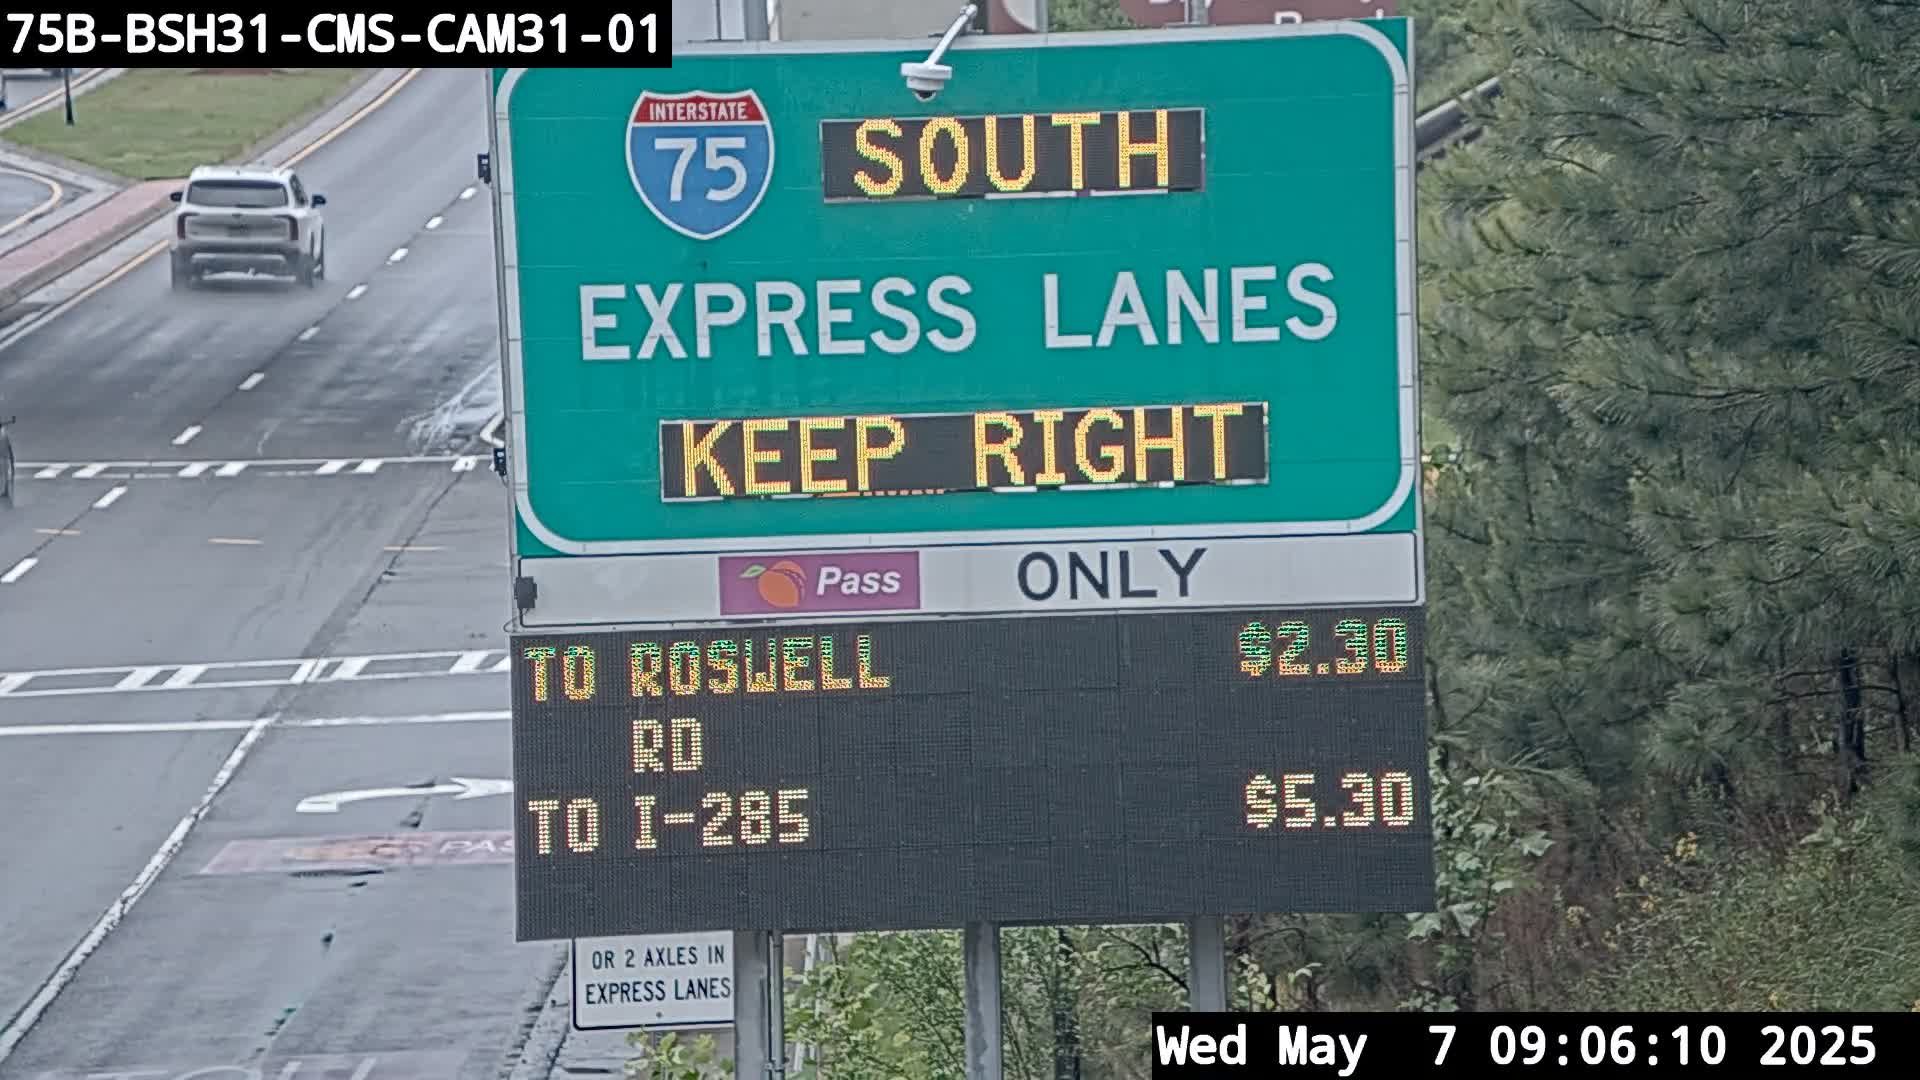 75B-BSH31-CMS-CAM31-01
INTERSTATE
75
SOUTH
EXPRESS LANES
KEEP RIGHT
Pass ONLY
TO ROSWELL $2.30
RD
TO I-285 $5.30
OR 2 AXLES IN
EXPRESS LANES
Wed May 7 09:06:10 2025